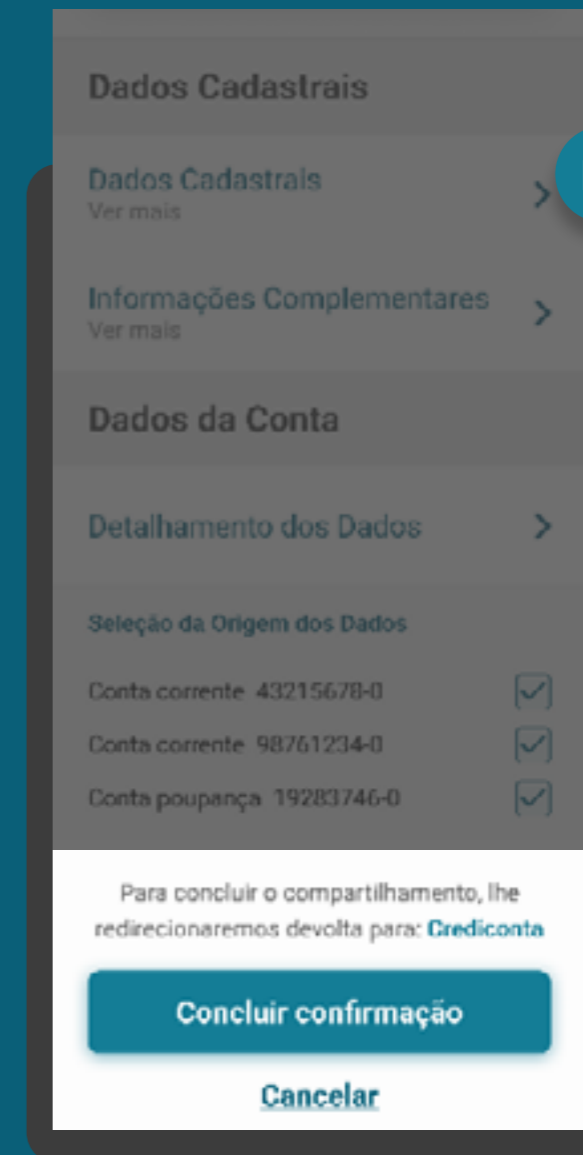 Dados Cadastrais
Dados Cadastrais
Ver mais
Informações Complementares
Ver mais
Dados da Conta
Detalhamento dos Dados
Seleção da Origem dos Dados
Conta corrente 43215678-0
Conta corrente 98761234-0
Conta poupança 19283746-0
Para concluir o compartilhamento, lhe
redirecionaremos devolta para: Crediconta
Concluir confirmação
Cancelar